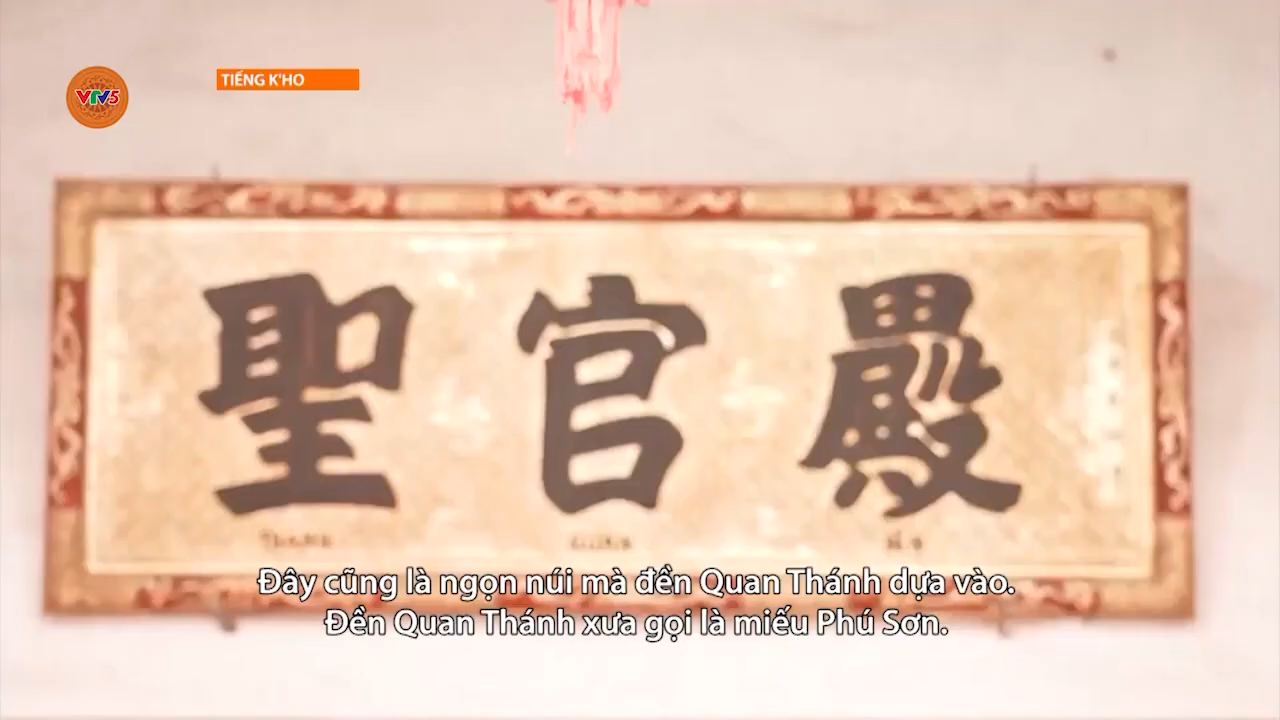 VTV5
TIẾNG K'HO
聖官殿
Đây cũng là ngọn núi mà đền Quan Thánh dựa vào.
Đền Quan Thánh xưa gọi là miếu Phú Sơn.